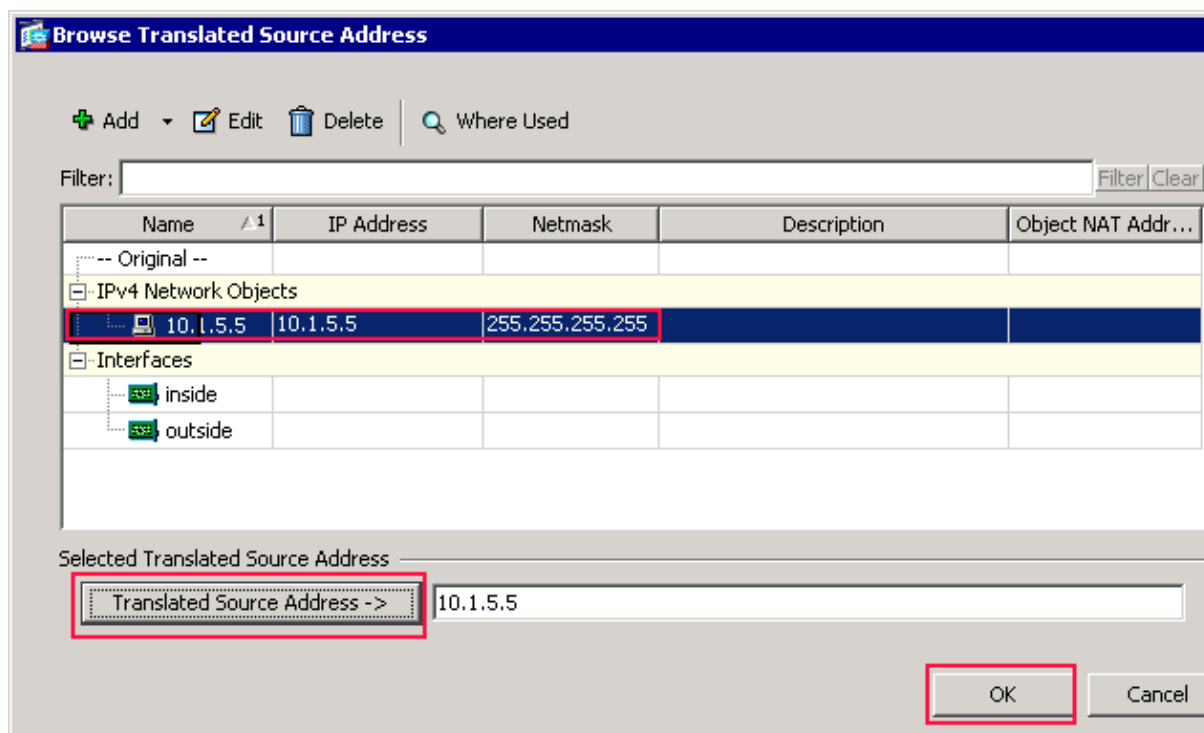 Browse Translated Source Address
Add Edit Delete Where Used
Filter: Filter Clear
Name 1 IP Address Netmask Description Object NAT Addr...
-- Original --
IPv4 Network Objects
10.1.5.5 10.1.5.5 255.255.255.255
Interfaces
inside
outside
Selected Translated Source Address
Translated Source Address -> 10.1.5.5
OK Cancel